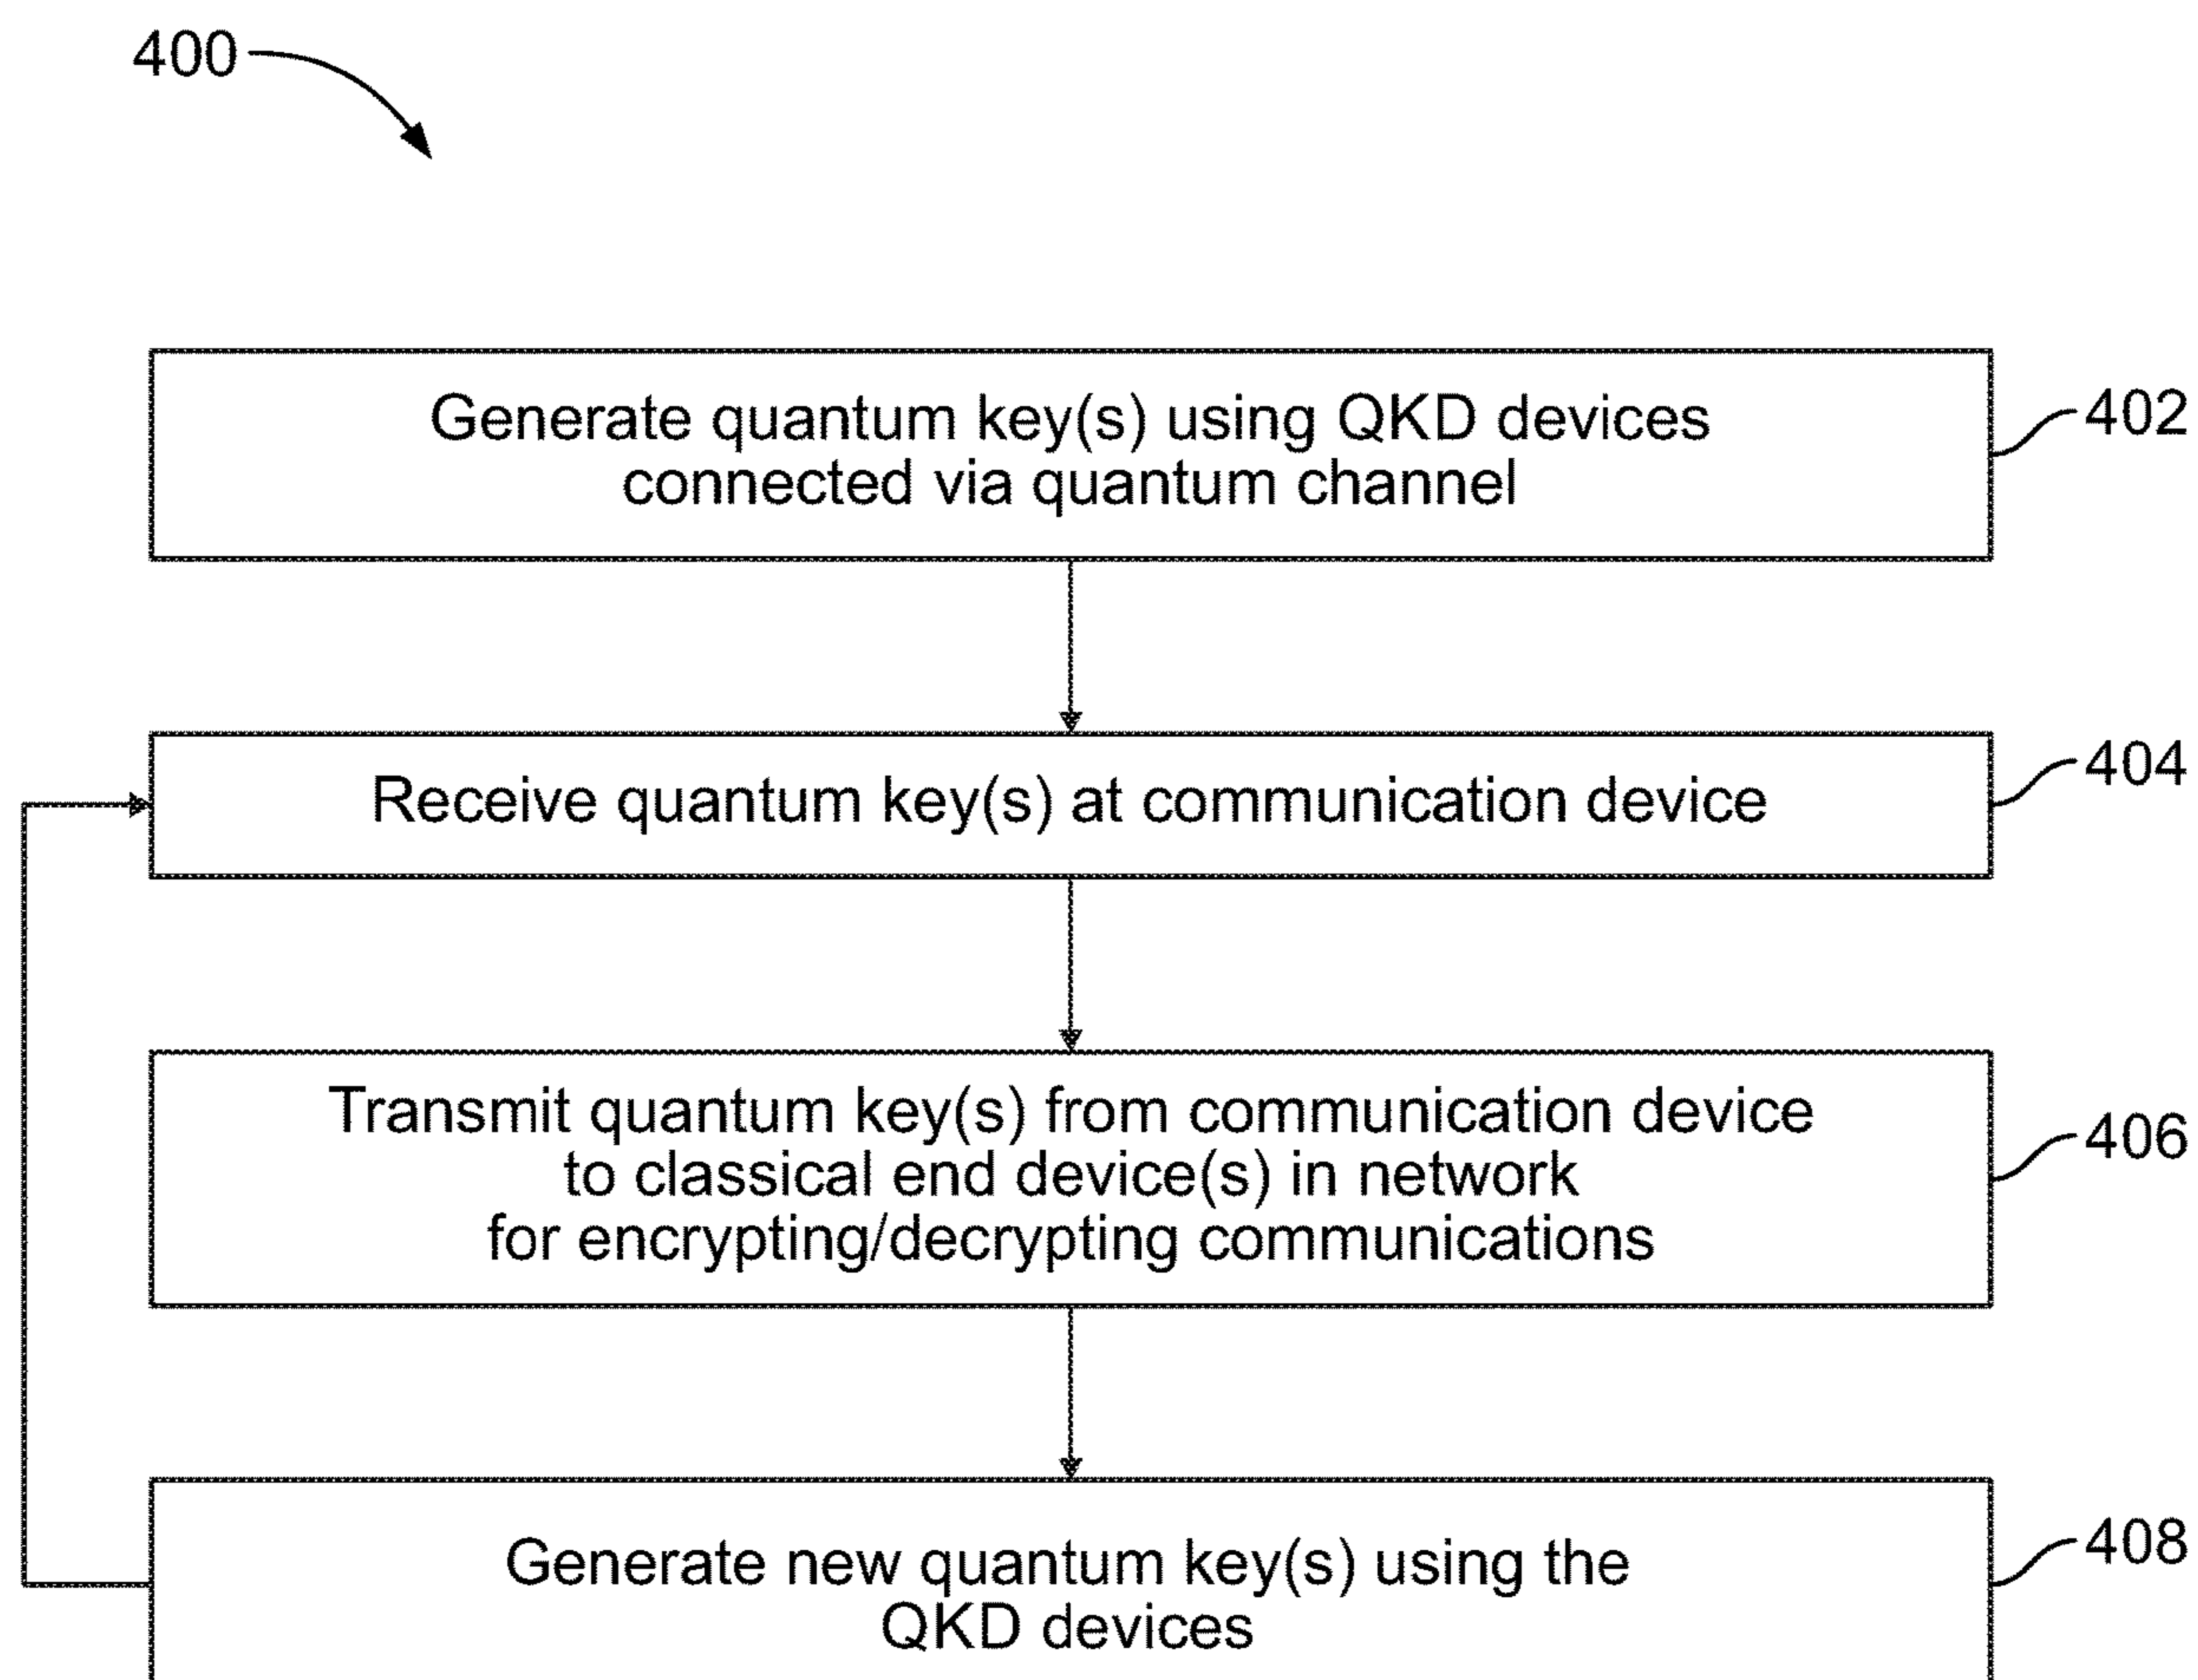 400
Generate quantum key(s) using QKD devices
connected via quantum channel
402
Receive quantum key(s) at communication device
404
Transmit quantum key(s) from communication device
to classical end device(s) in network
for encrypting/decrypting communications
406
Generate new quantum key(s) using the
QKD devices
408